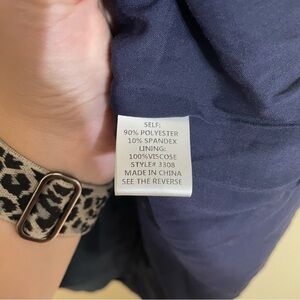 SELF:
90% POLYESTER
10% SPANDEX
LINING:
100%VISCOSE
STYLE# 3308
MADE IN CHINA
SEE THE REVERSE